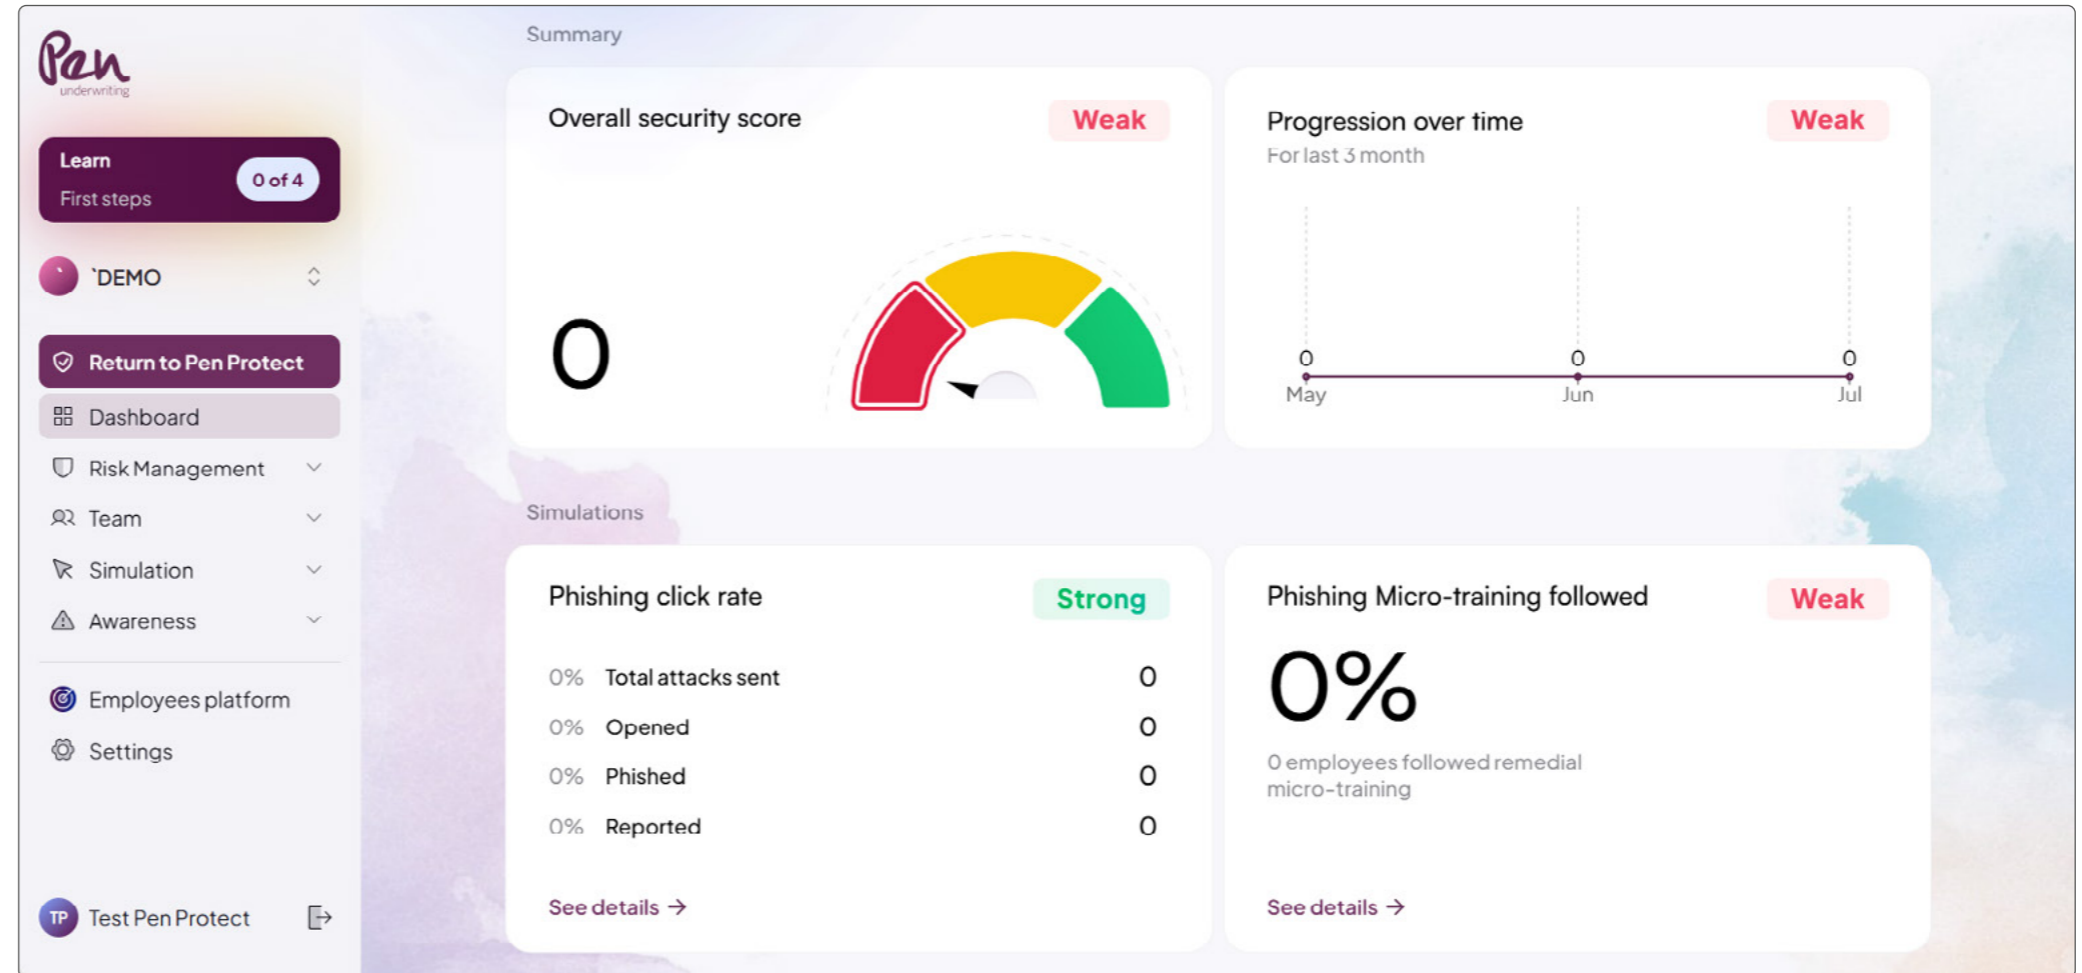 Pen
underwriting
Learn
First steps
0 of 4
`DEMO
Return to Pen Protect
Dashboard
Risk Management
Team
Simulation
Awareness
Employees platform
Settings
TP
Test Pen Protect
Summary
Overall security score
Weak
0
Progression over time
Weak
For last 3 month
0
0
0
May
Jun
Jul
Simulations
Phishing click rate
Strong
0% Total attacks sent 0
0% Opened 0
0% Phished 0
0% Reported 0
See details →
Phishing Micro-training followed
Weak
0%
0 employees followed remedial
micro-training
See details →